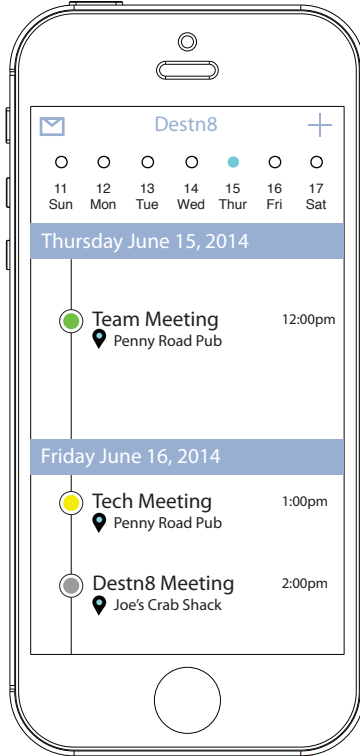 Destn8
11 12 13 14 15 16 17
Sun Mon Tue Wed Thur Fri Sat
Thursday June 15, 2014
Team Meeting 12:00pm
Penny Road Pub
Friday June 16, 2014
Tech Meeting 1:00pm
Penny Road Pub
Destn8 Meeting 2:00pm
Joe's Crab Shack